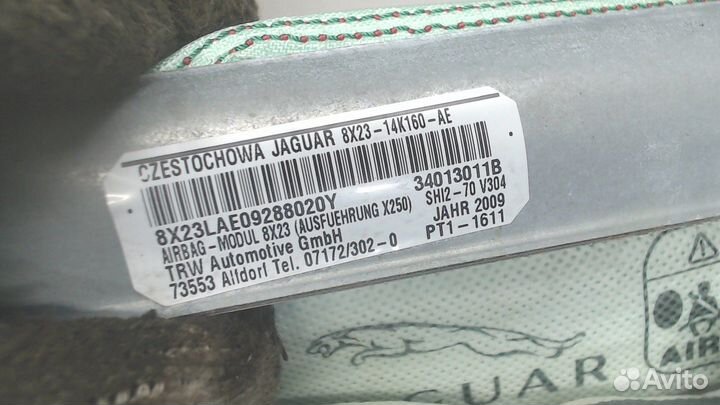 CZESTOCHOWA JAGUAR 8X23-14K160-AE
8X23LAE09288020Y 34013011B
AIRBAG-MODUL 8X23 (AUSFUEHRUNG X250) SHI2-70 V304
TRW Automotive GmbH JAHR 2009
73553 Alfdorf Tel. 07172/302-0 PT1-1611
GUAR
AIR
Avito